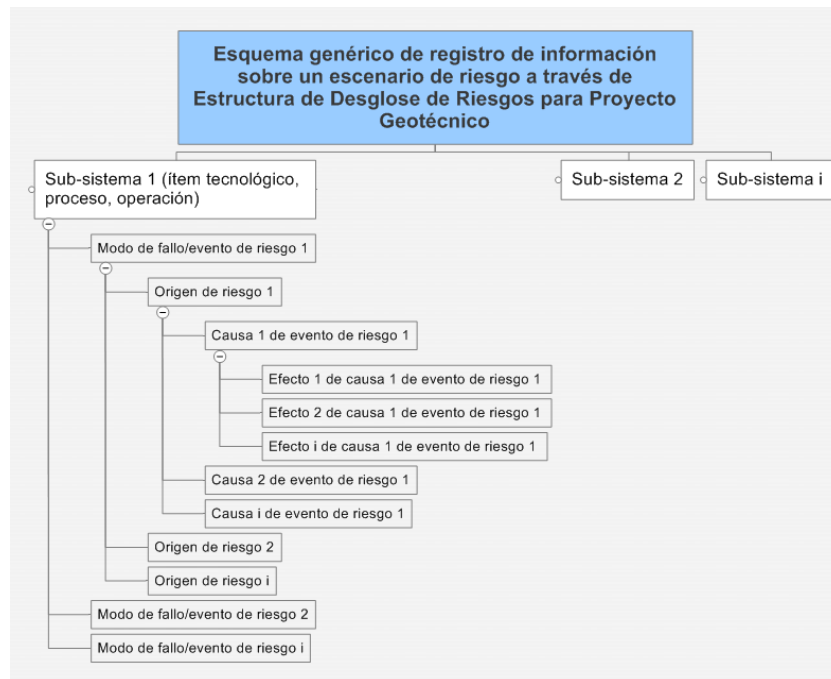 Esquema genérico de registro de información
sobre un escenario de riesgo a través de
Estructura de Desglose de Riesgos para Proyecto
Geotécnico
Sub-sistema 1 (ítem tecnológico,
proceso, operación)
Sub-sistema 2
Sub-sistema i
Modo de fallo/evento de riesgo 1
Origen de riesgo 1
Causa 1 de evento de riesgo 1
Efecto 1 de causa 1 de evento de riesgo 1
Efecto 2 de causa 1 de evento de riesgo 1
Efecto i de causa 1 de evento de riesgo 1
Causa 2 de evento de riesgo 1
Causa i de evento de riesgo 1
Origen de riesgo 2
Origen de riesgo i
Modo de fallo/evento de riesgo 2
Modo de fallo/evento de riesgo i